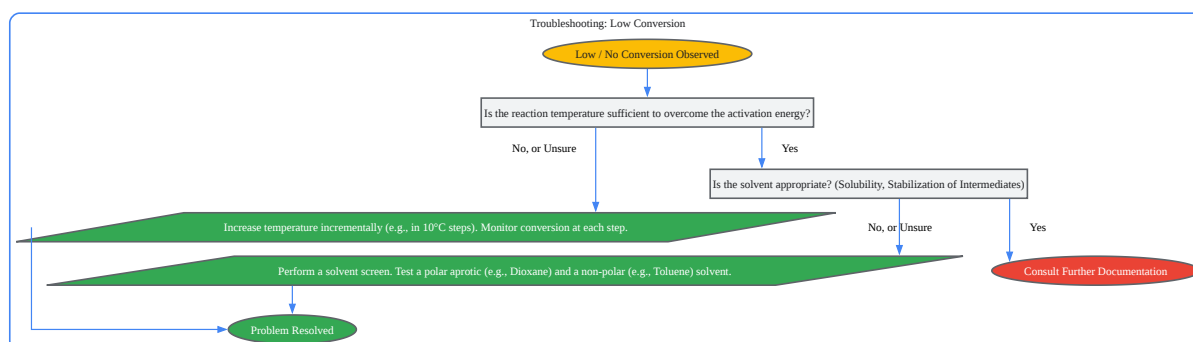 Troubleshooting: Low Conversion
Low / No Conversion Observed
Is the reaction temperature sufficient to overcome the activation energy?
No, or Unsure
Yes
Is the solvent appropriate? (Solubility, Stabilization of Intermediates)
Increase temperature incrementally (e.g., in 10°C steps). Monitor conversion at each step.
No, or Unsure
Yes
Perform a solvent screen. Test a polar aprotic (e.g., Dioxane) and a non-polar (e.g., Toluene) solvent.
Consult Further Documentation
Problem Resolved